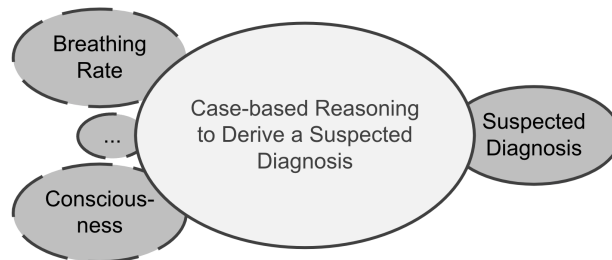 Breathing
Rate
...
Conscious-
ness
Case-based Reasoning
to Derive a Suspected
Diagnosis
Suspected
Diagnosis